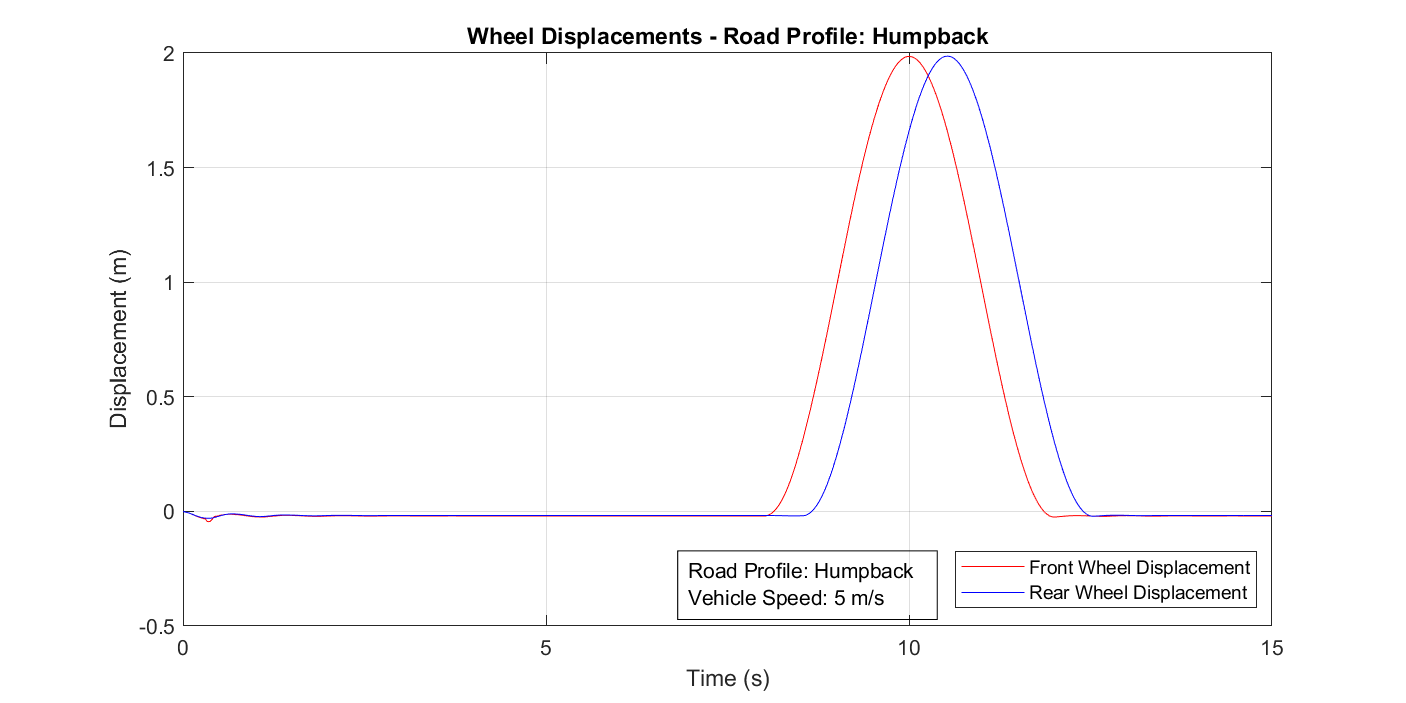 Wheel Displacements - Road Profile: Humpback
2
1.5
1
0.5
0
-0.5
Displacement (m)
0
5
10
15
Time (s)
Road Profile: Humpback
Vehicle Speed: 5 m/s
Front Wheel Displacement
Rear Wheel Displacement